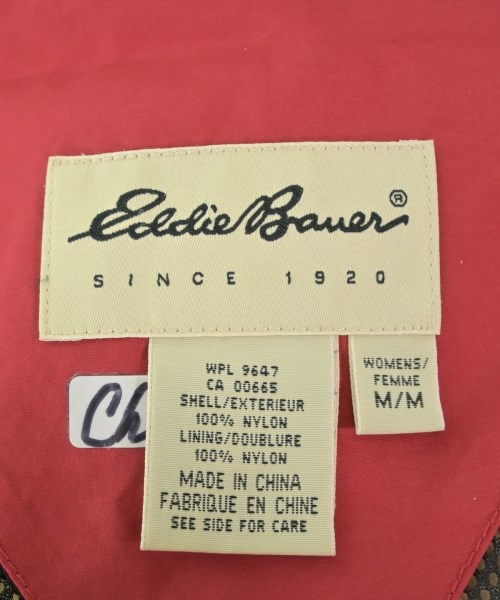 Eddie Bauer®
SINCE 1920
WPL 9647
CA 00665
SHELL/EXTERIEUR
100% NYLON
LINING/DOUBLURE
100% NYLON
MADE IN CHINA
FABRIQUE EN CHINE
SEE SIDE FOR CARE
WOMENS/
FEMME
M/M